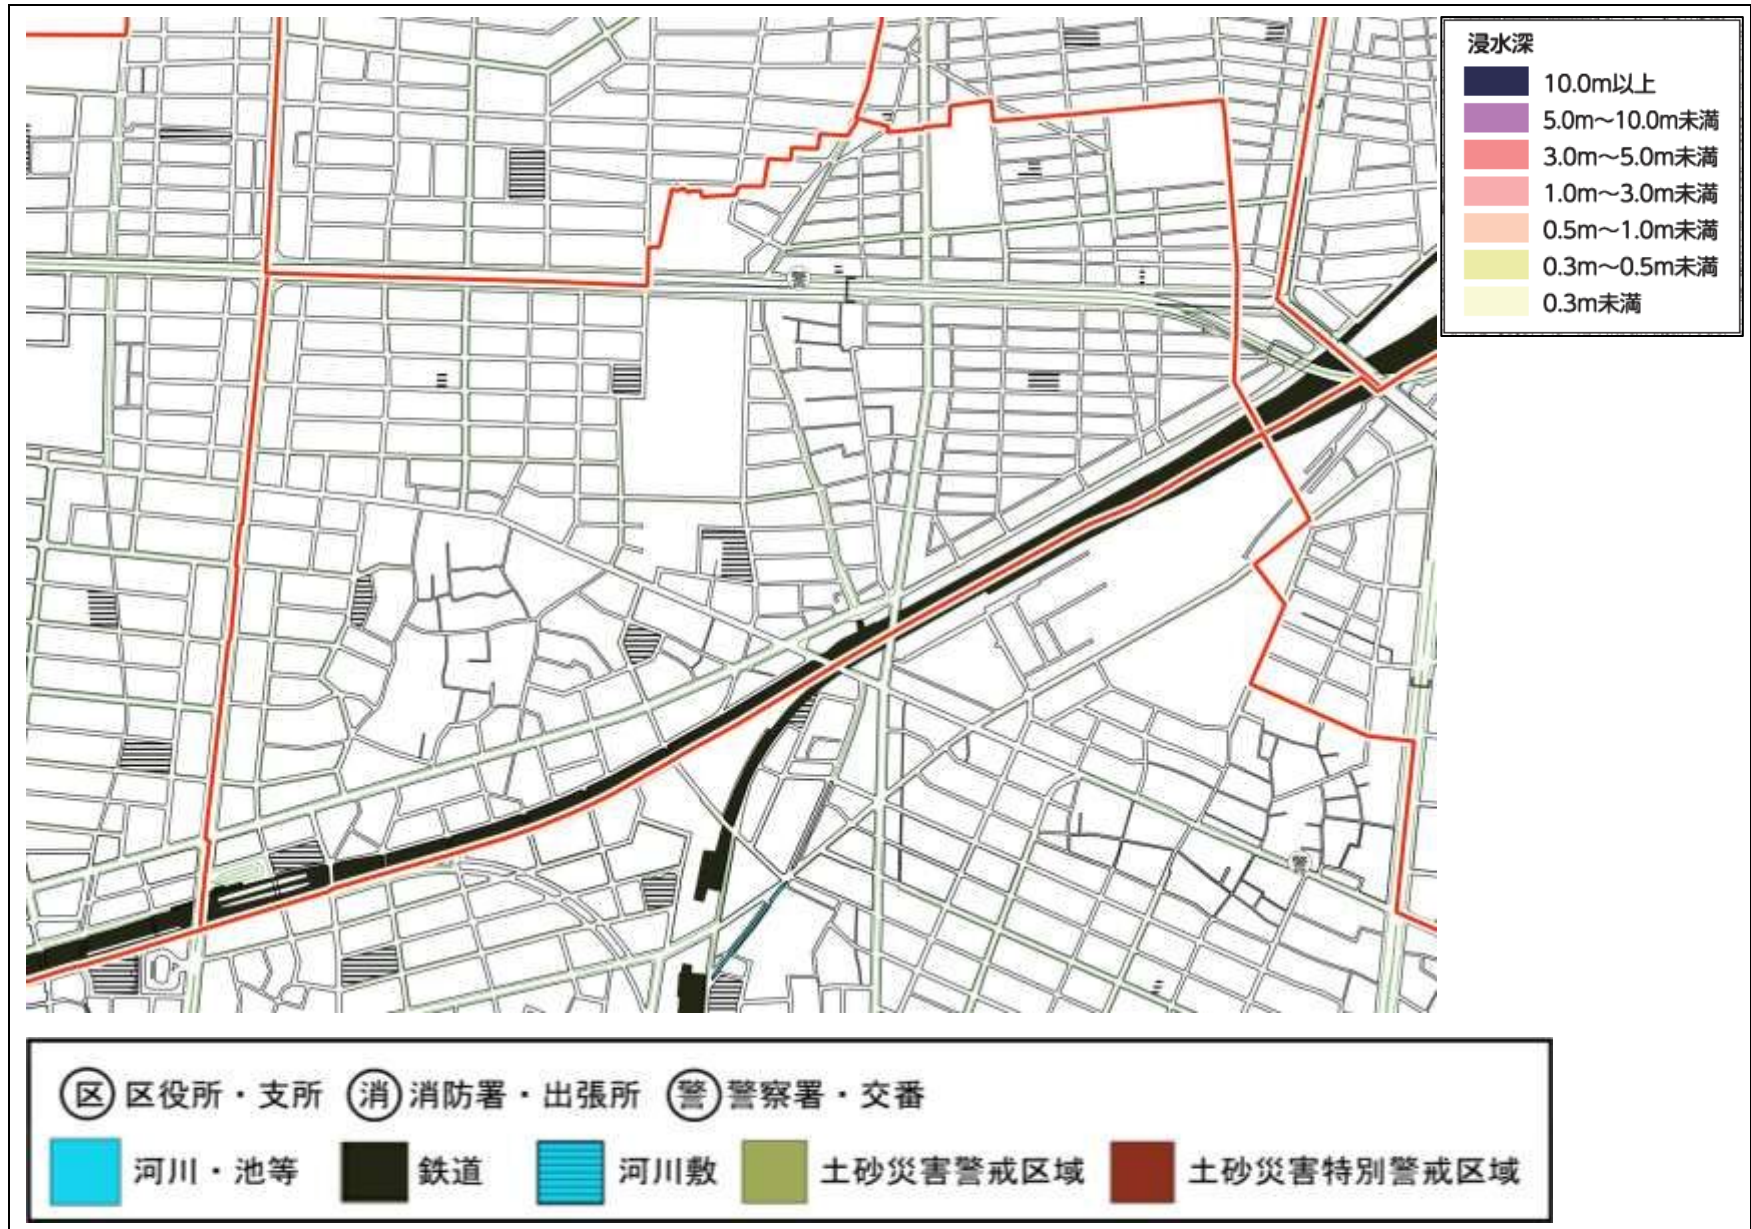 浸水深
10.0m以上
5.0m～10.0m未満
3.0m～5.0m未満
1.0m～3.0m未満
0.5m～1.0m未満
0.3m～0.5m未満
0.3m未満
警
警
区 区役所・支所 消 消防署・出張所 警 警察署・交番
河川・池等 鉄道 河川敷 土砂災害警戒区域 土砂災害特別警戒区域